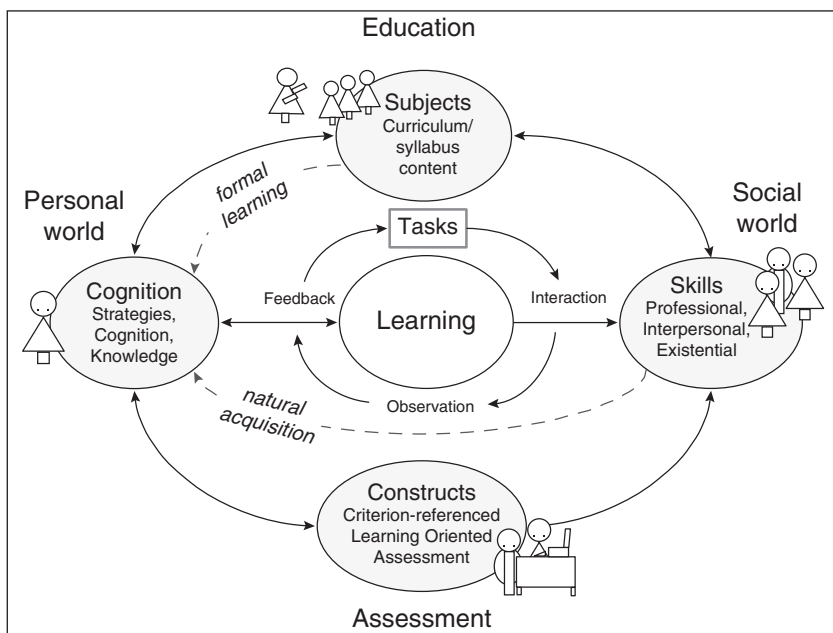 Education
Subjects
Curriculum/
syllabus
content
formal
learning
Personal
world
Social
world
Tasks
Cognition
Strategies,
Cognition,
Knowledge
Feedback
Learning
Interaction
Skills
Professional,
Interpersonal,
Existential
Observation
natural
acquisition
Constructs
Criterion-referenced
Learning Oriented
Assessment
Assessment